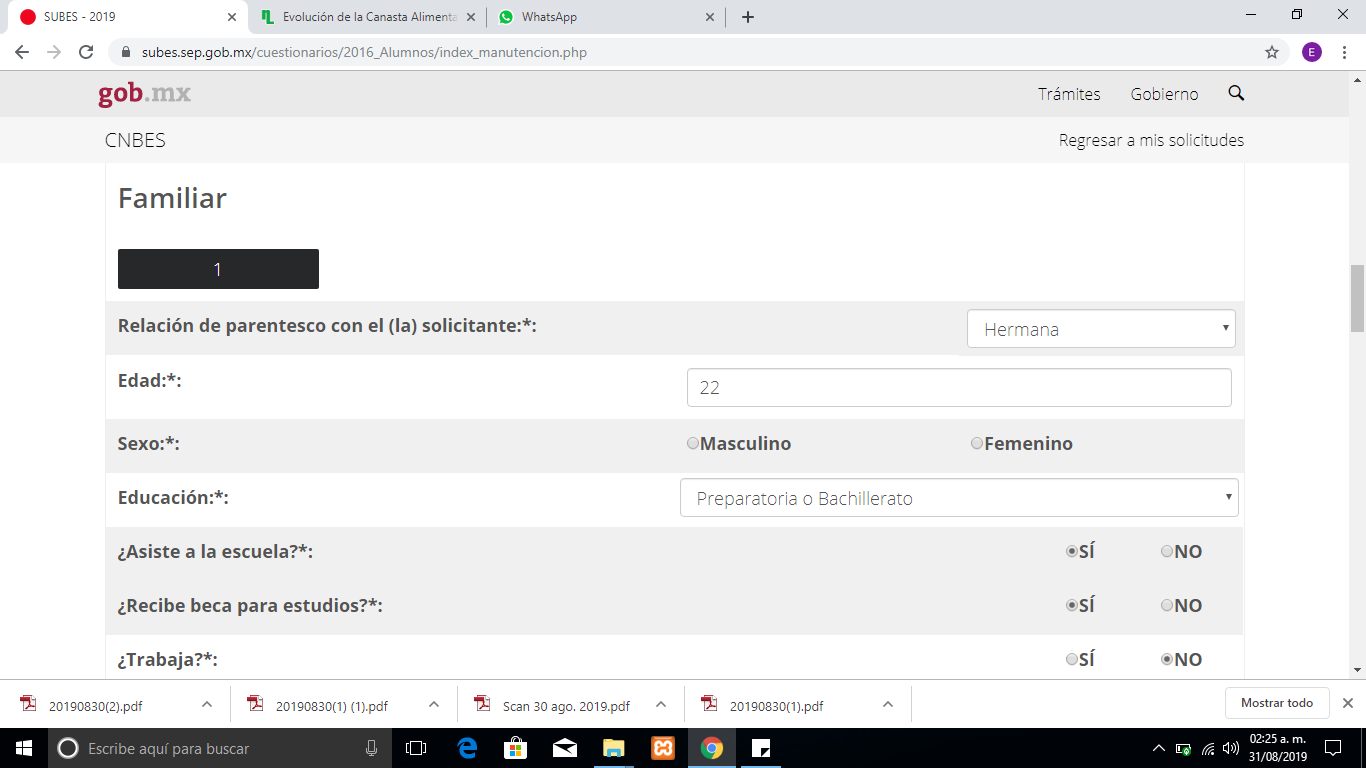 SUBES - 2019
Evolución de la Canasta Alimenta
WhatsApp
subes.sep.gob.mx/cuestionarios/2016_Alumnos/index_manutencion.php
E
gob.mx
Trámites
Gobierno
CNBES
Regresar a mis solicitudes
Familiar
1
Relación de parentesco con el (la) solicitante:*:
Hermana
Edad:*:
22
Sexo:*:
Masculino
Femenino
Educación:*:
Preparatoria o Bachillerato
¿Asiste a la escuela?*:
SÍ
NO
¿Recibe beca para estudios?*:
SÍ
NO
¿Trabaja?*:
SÍ
NO
20190830(2).pdf
20190830(1) (1).pdf
Scan 30 ago. 2019.pdf
20190830(1).pdf
Mostrar todo
Escribe aquí para buscar
02:25 a. m.
31/08/2019